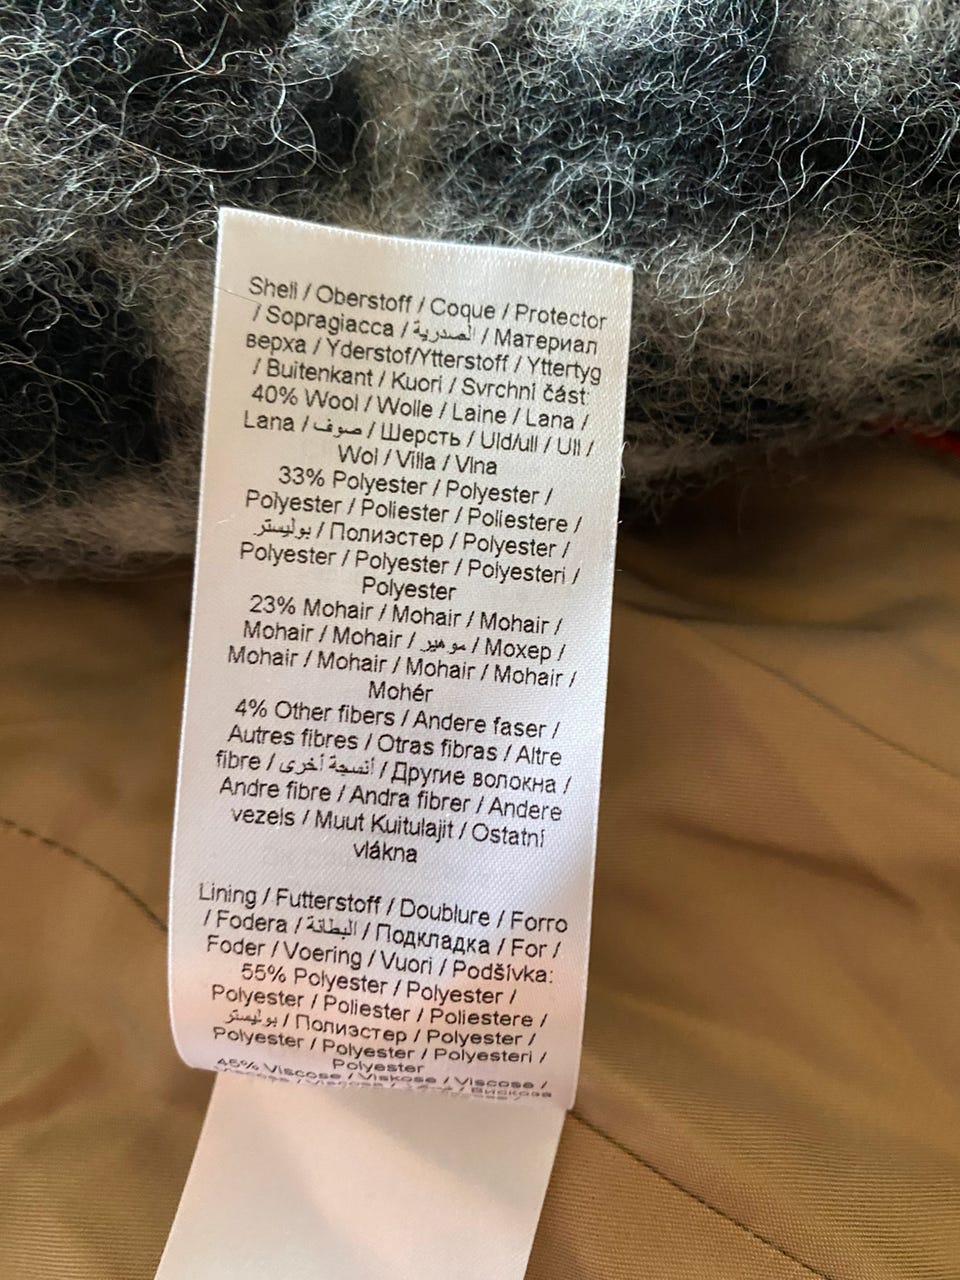 Shell / Oberstoff / Coque / Protector
/ Sopragiacca / الصدرية / Материал
верха / Yderstof/Ytterstoff / Yttertyg
/ Buitenkant / Kuori / Svrchní část:
40% Wool / Wolle / Laine / Lana /
Lana / صوف / Шерсть / Uld/ull / Ull /
Wol / Villa / Vlna
33% Polyester / Polyester /
Polyester / Poliester / Poliestere /
بوليستر / Полиэстер / Polyester /
Polyester / Polyester / Polyesteri /
Polyester
23% Mohair / Mohair / Mohair /
Mohair / Mohair / موهير / Мохер /
Mohair / Mohair / Mohair / Mohair /
Mohér
4% Other fibers / Andere faser /
Autres fibres / Otras fibras / Altre
fibre / أنسجة أخرى / Другие волокна /
Andre fibre / Andra fibrer / Andere
vezels / Muut Kuitulajit / Ostatní
vlákna
Lining / Futterstoff / Doublure / Forro
/ Fodera / البطانة / Подкладка / For /
Foder / Voering / Vuori / Podšívka:
55% Polyester / Polyester /
Polyester / Poliester / Poliestere /
بوليستر / Полиэстер / Polyester /
Polyester / Polyester / Polyesteri /
Polyester
45% Viscose / Viskose / Viscose /